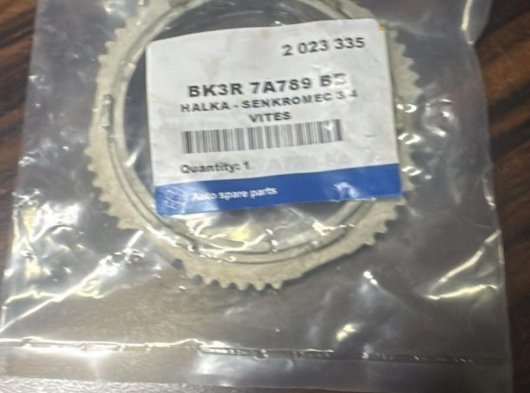 2 023 335
BK3R 7A789 BB
HALKA - SENKROMEC 3 4
VITES
Quantity: 1
Auto spare parts